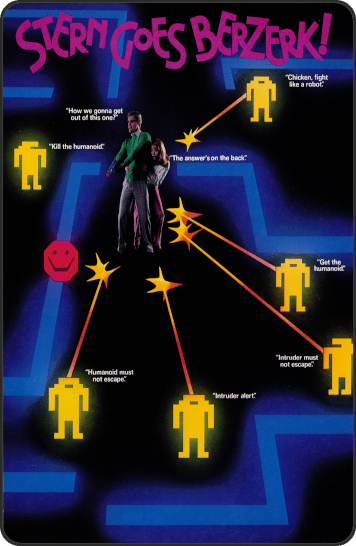 STERN GOES BERZERK!
"Chicken, fight
like a robot."
"How we gonna get
out of this one?"
"Kill the humanoid."
"The answer's on the back."
"Get the
humanoid."
"Intruder must
not escape."
"Humanoid must
not escape."
"Intruder alert."